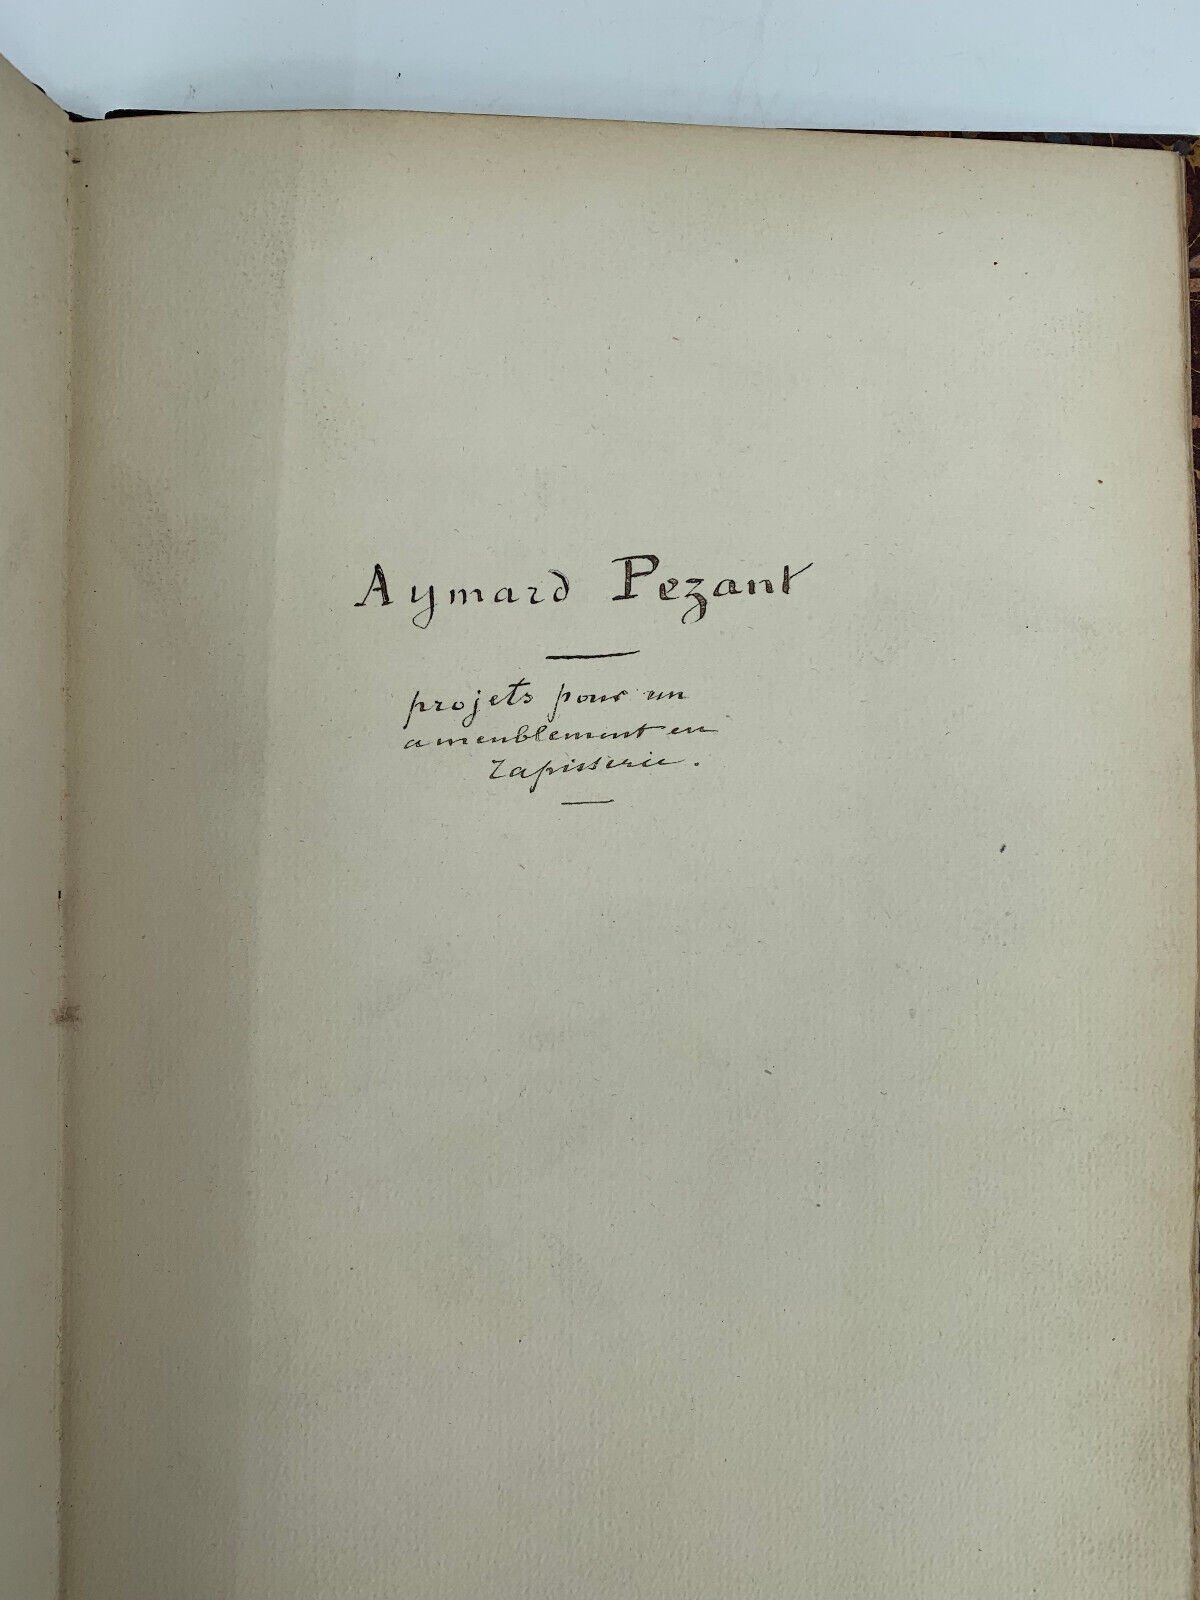 Aymard Pezant
projets pour un
ameublement en
tapisserie.